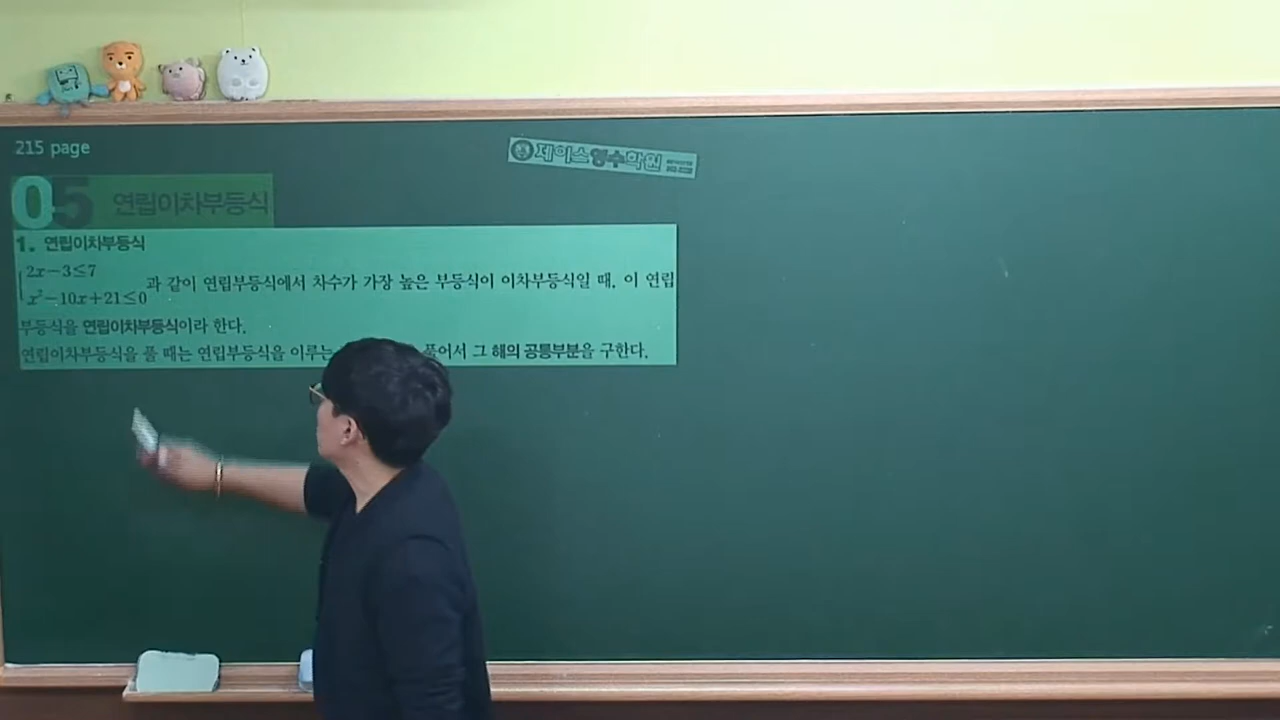 215 page
제이스영수학원
05 연립이차부등식
1. 연립이차부등식
2x-3≤7
x²-10x+21≤0
과 같이 연립부등식에서 차수가 가장 높은 부등식이 이차부등식일 때, 이 연립
부등식을 연립이차부등식이라 한다.
연립이차부등식을 풀 때는 연립부등식을 이루는 풀어서 그 해의 공통부분을 구한다.